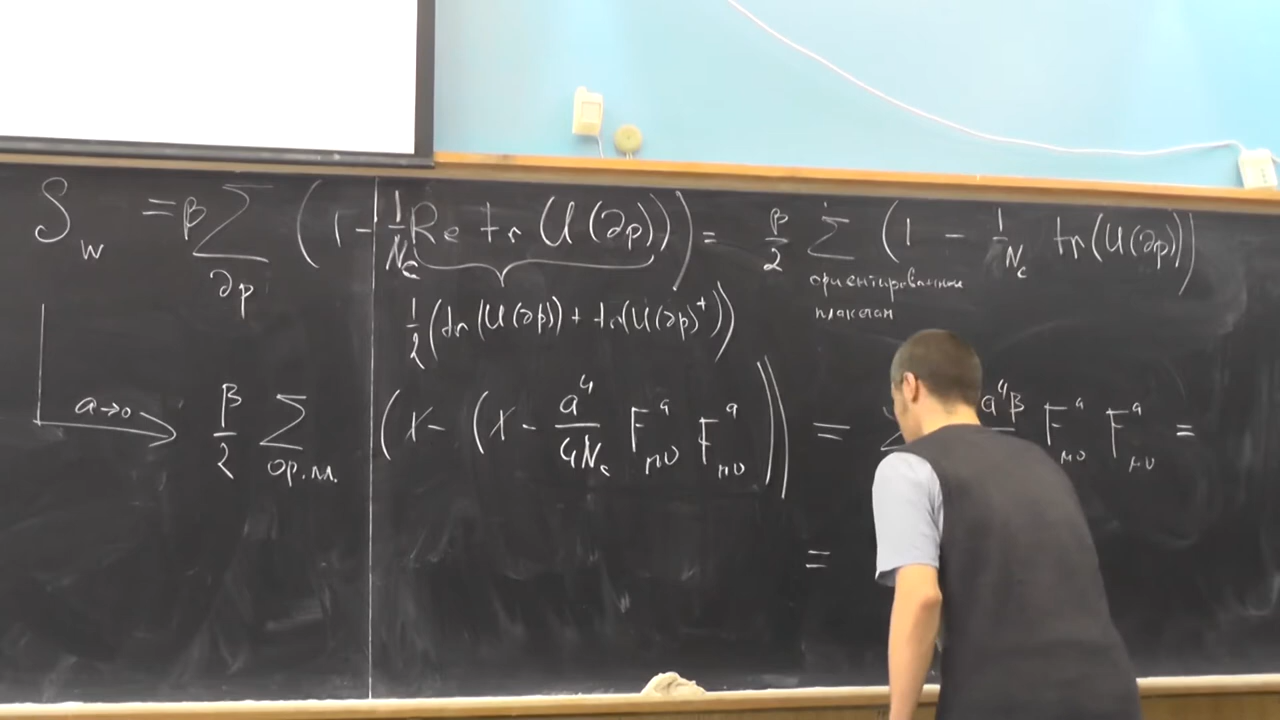 S_w = β Σ_{∂p} (1 - 1/N_c Re tr (U(∂p))) = β/2 Σ (1 - 1/N_c tr(U(∂p)))
ориентированным
плакетам
1/2 (tr (U(∂p)) + tr(U(∂p)⁺))
a→0 β/2 Σ_{ор.пл.} (1 - (1 - a⁴/4N_c F^a_{μν} F^a_{μν})) = a⁴β F^a_{μν} F^a_{μν} =
=